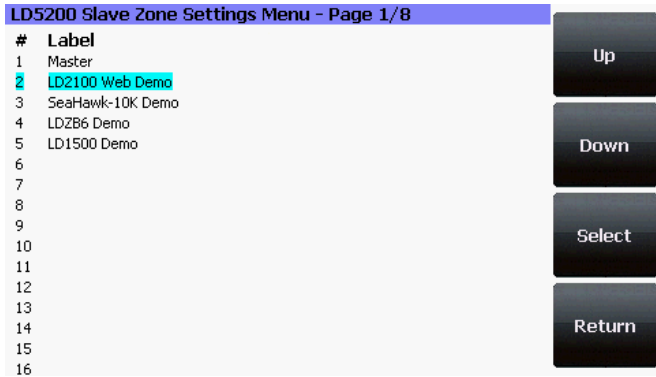 LD5200 Slave Zone Settings Menu - Page 1/8
# Label
1 Master
2 LD2100 Web Demo
3 SeaHawk-10K Demo
4 LDZB6 Demo
5 LD1500 Demo
6
7
8
9
10
11
12
13
14
15
16
Up
Down
Select
Return